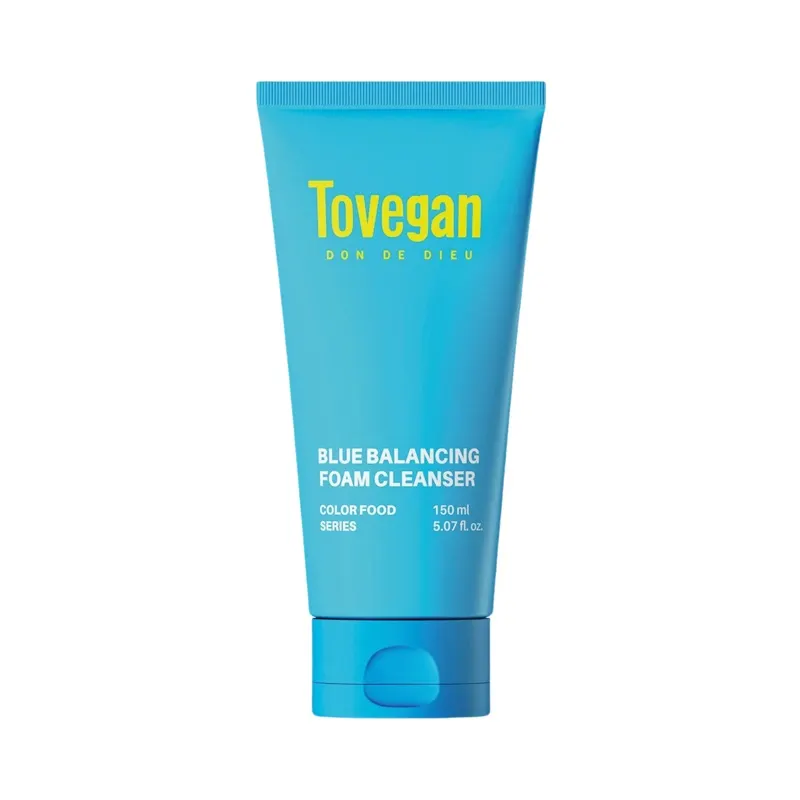 Tovegan
DON DE DIEU
BLUE BALANCING
FOAM CLEANSER
COLOR FOOD 150 ml
SERIES 5.07 fl. oz.